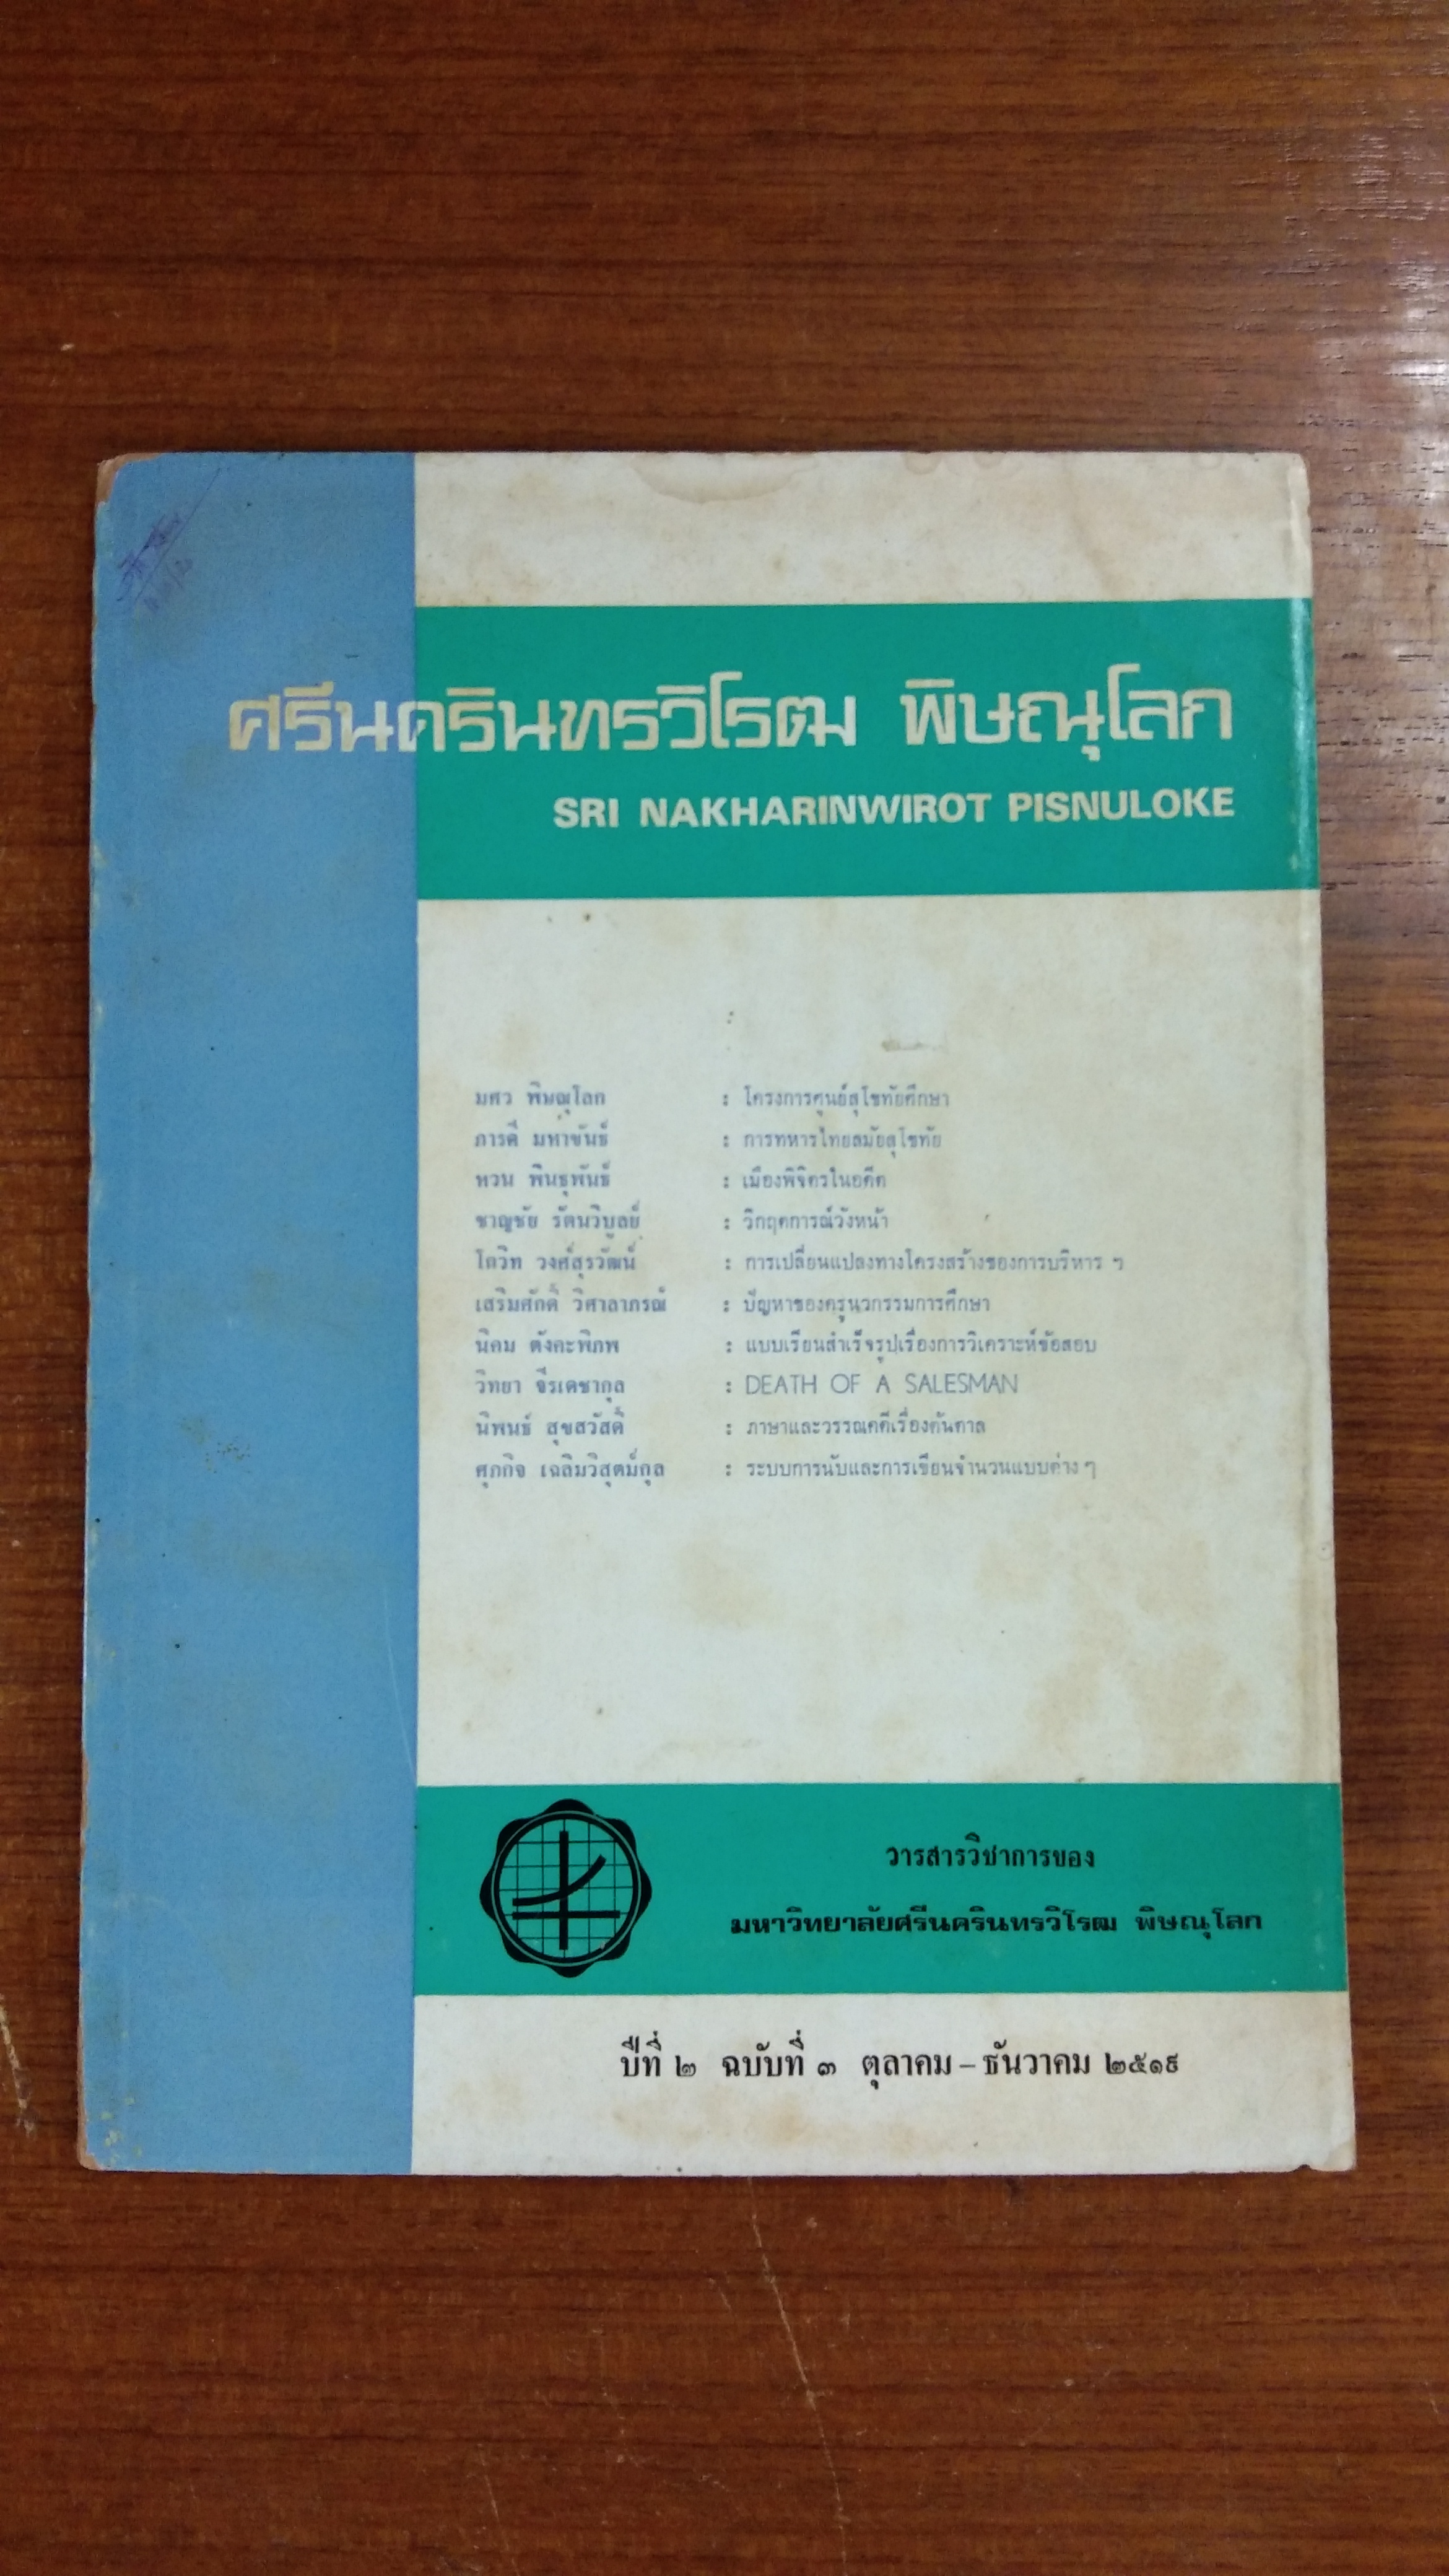 ศรีนครินทรวิโรฒ พิษณุโลก
SRI NAKHARINWIROT PISNULOKE
มศว พิษณุโลก : โครงการศูนย์สุโขทัยศึกษา
ภารดี มหาขันธ์ : การทหารไทยสมัยสุโขทัย
หวน พินธุพันธ์ : เมืองพิจิตรในอดีต
ชาญชัย รัตนวิบูลย์ : วิกฤตการณ์วังหน้า
โกวิท วงศ์สุรวัฒน์ : การเปลี่ยนแปลงทางโครงสร้างของการบริหาร ฯ
เสริมศักดิ์ วิศาลาภรณ์ : ปัญหาของครุนวกรรมการศึกษา
นิคม ตังคะพิภพ : แบบเรียนสำเร็จรูปเรื่องการวิเคราะห์ข้อสอบ
วิทยา จีระเดชากุล : DEATH OF A SALESMAN
นิพนธ์ สุขสวัสดิ์ : ภาษาและวรรณคดีเรื่องต้นตาล
ศุภกิจ เฉลิมวิสุตม์กุล : ระบบการนับและการเขียนจำนวนแบบต่าง ๆ
วารสารวิชาการของ
มหาวิทยาลัยศรีนครินทรวิโรฒ พิษณุโลก
ปีที่ ๒ ฉบับที่ ๓ ตุลาคม – ธันวาคม ๒๕๑๙